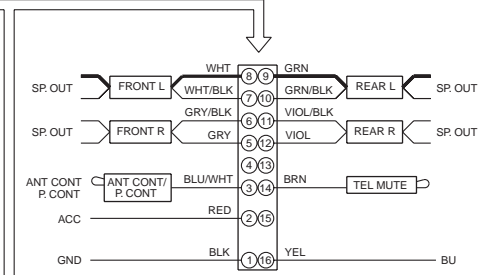 WHT 8 9 GRN
SP. OUT FRONT L REAR L SP. OUT
WHT/BLK 7 10 GRN/BLK
GRY/BLK 6 11 VIOL/BLK
SP. OUT FRONT R REAR R SP. OUT
GRY 5 12 VIOL
4 13
ANT CONT ANT CONT/ BLU/WHT 3 14 BRN TEL MUTE
P. CONT P. CONT
RED 2 15
ACC
BLK 1 16 YEL
GND BU